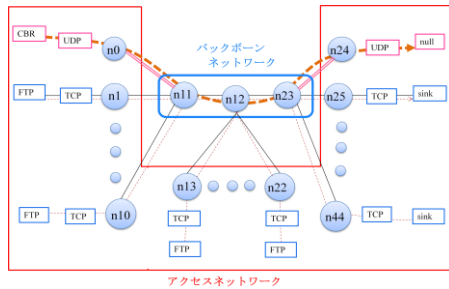 CBR
UDP
n0
バックボーン
ネットワーク
n24
UDP
null
FTP
TCP
n1
n11
n12
n23
n25
TCP
sink
n13
n22
FTP
TCP
n10
TCP
TCP
n44
TCP
sink
FTP
FTP
アクセスネットワーク